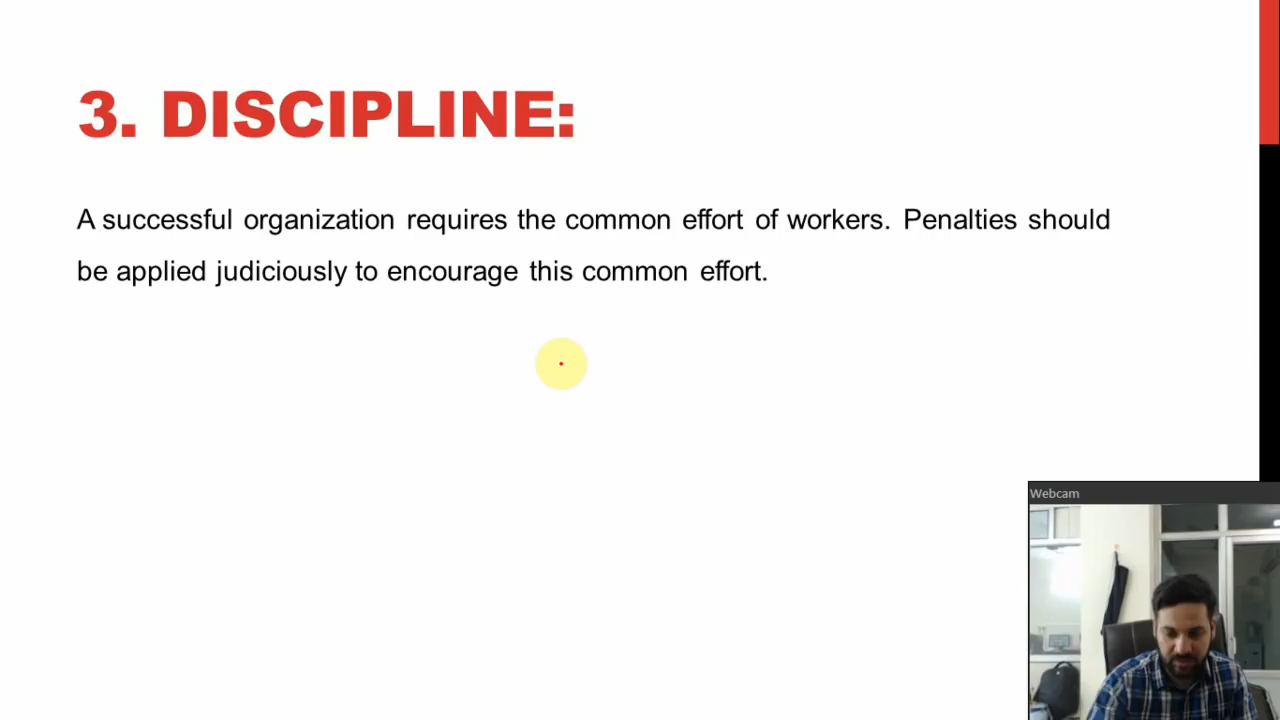 3. DISCIPLINE:
A successful organization requires the common effort of workers. Penalties should
be applied judiciously to encourage this common effort.
Webcam